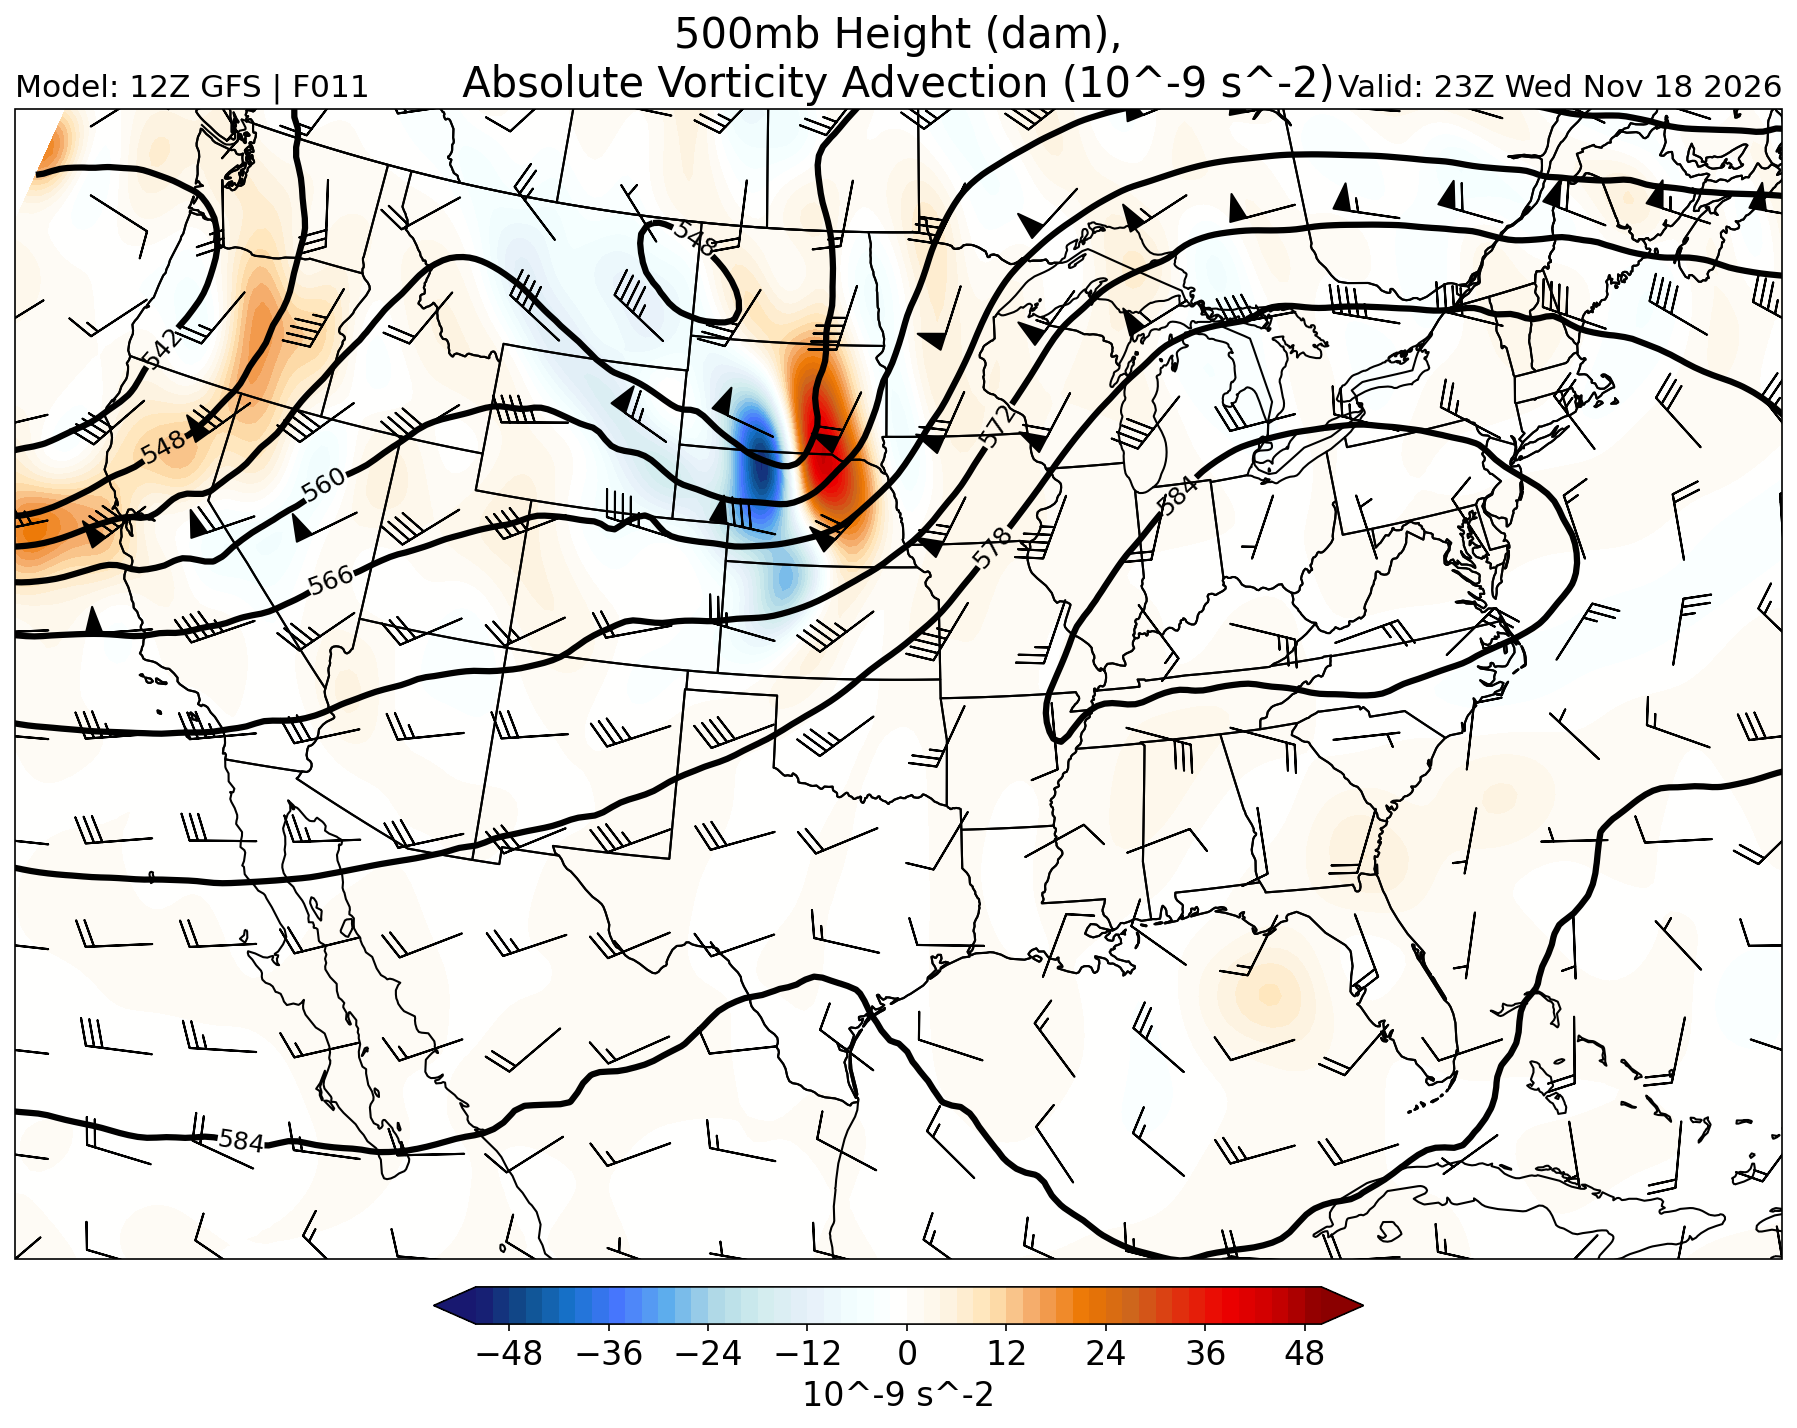 500mb Height (dam),
Model: 12Z GFS | F011 Absolute Vorticity Advection (10^-9 s^-2) Valid: 23Z Wed Nov 18 2026
548
542
572
548
560
584
578
566
584
−48 −36 −24 −12 0 12 24 36 48
10^-9 s^-2